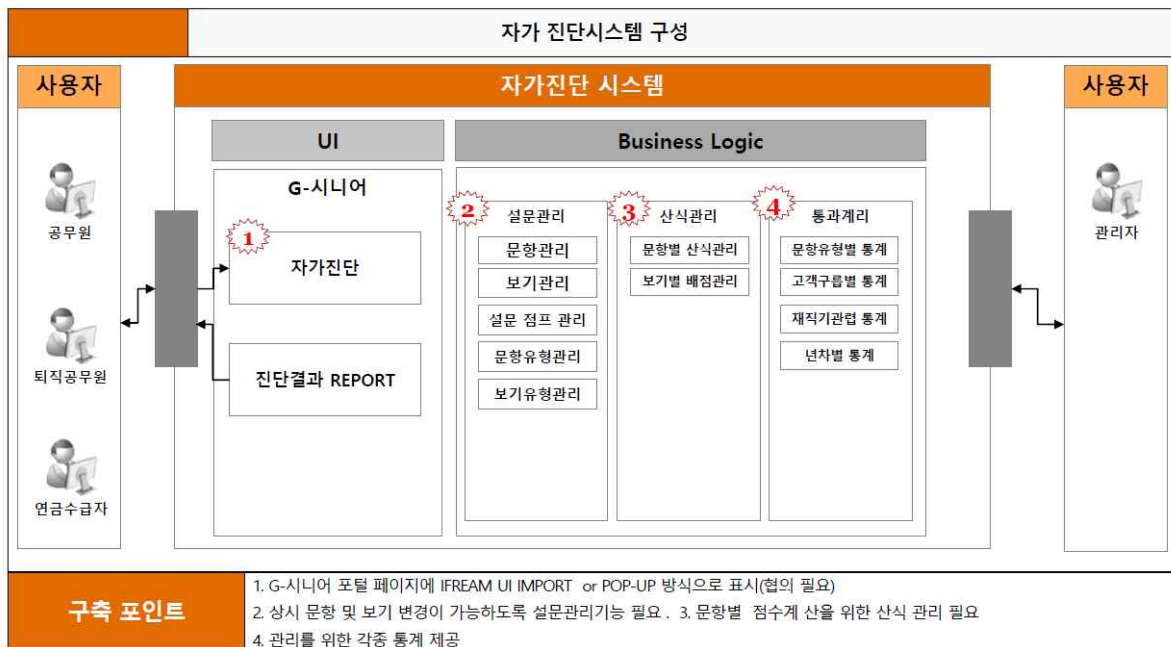 자가 진단시스템 구성
사용자
공무원
퇴직공무원
연금수급자
자가진단 시스템
UI
G-시니어
1
자가진단
진단결과 REPORT
Business Logic
2
설문관리
문항관리
보기관리
설문 점프 관리
문항유형관리
보기유형관리
3
산식관리
문항별 산식관리
보기별 배점관리
4
통과계리
문항유형별 통계
고객구릅별 통계
재직기관렵 통계
년차별 통계
사용자
관리자
구축 포인트
1. G-시니어 포털 페이지에 IFREAM UI IMPORT or POP-UP 방식으로 표시(협의 필요)
2. 상시 문항 및 보기 변경이 가능하도록 설문관리기능 필요 . 3. 문항별 점수계 산을 위한 산식 관리 필요
4. 관리를 위한 각종 통계 제공